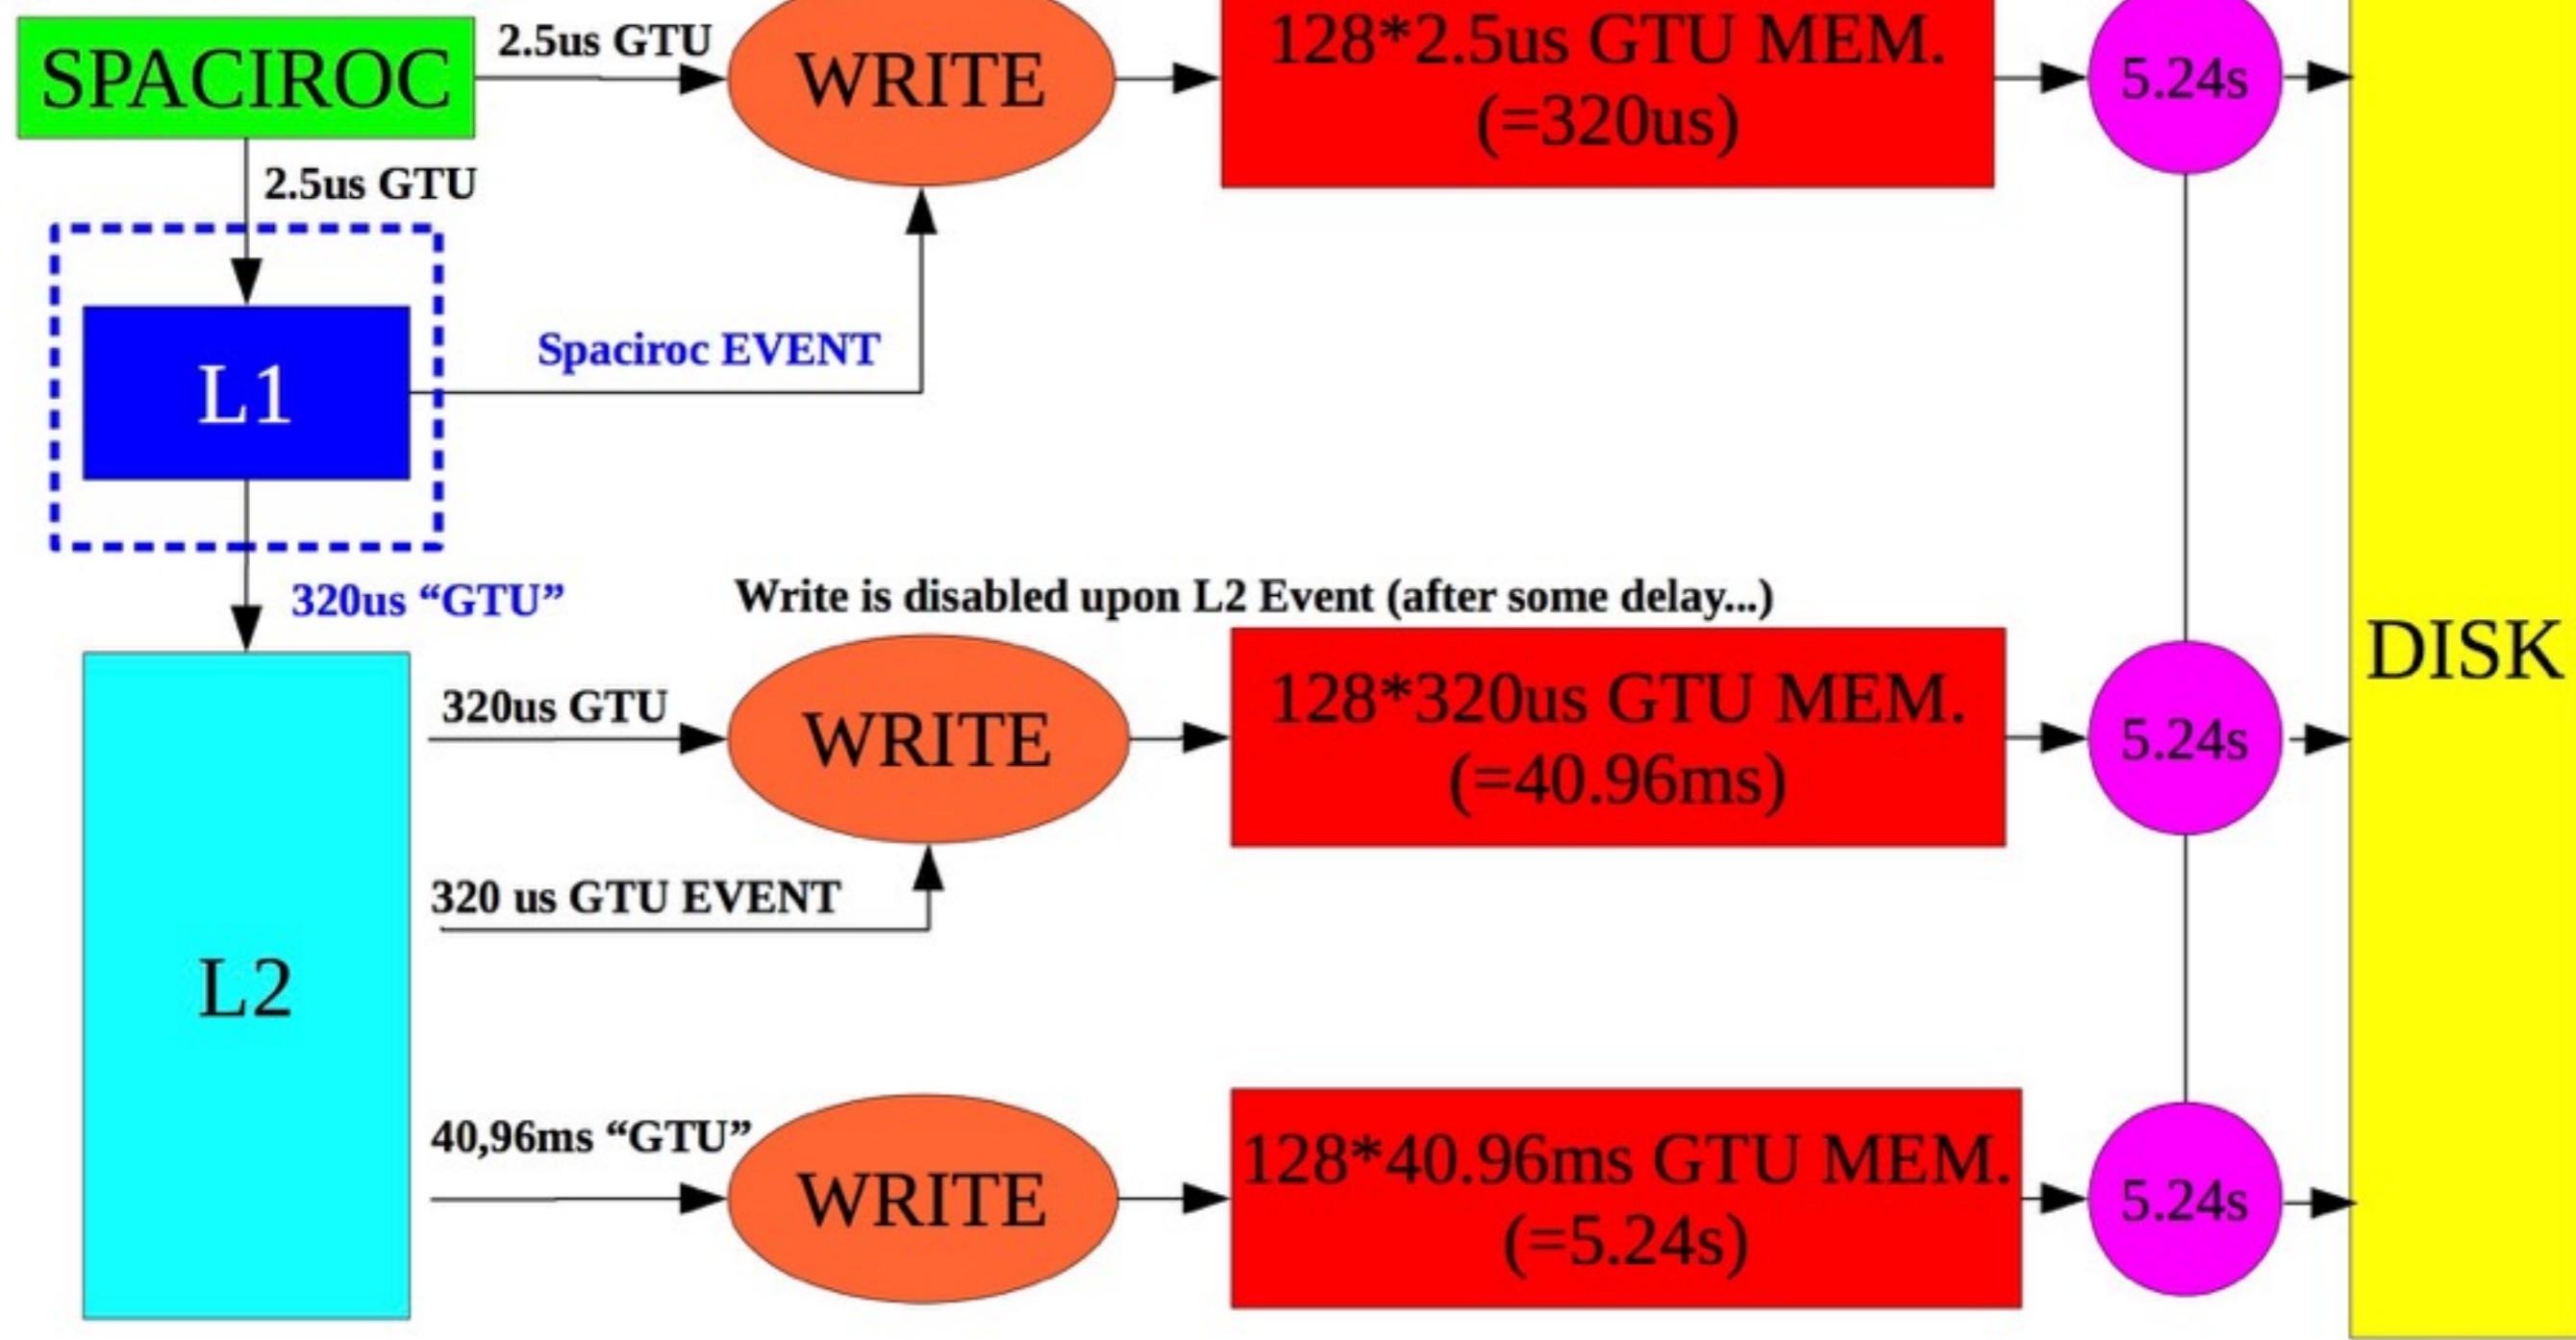 SPACIROC
2.5us GTU
WRITE
128*2.5us GTU MEM.
(=320us)
5.24s
2.5us GTU
L1
Spaciroc EVENT
320us “GTU”
Write is disabled upon L2 Event (after some delay...)
L2
320us GTU
WRITE
128*320us GTU MEM.
(=40.96ms)
5.24s
DISK
320 us GTU EVENT
40,96ms “GTU”
WRITE
128*40.96ms GTU MEM.
(=5.24s)
5.24s